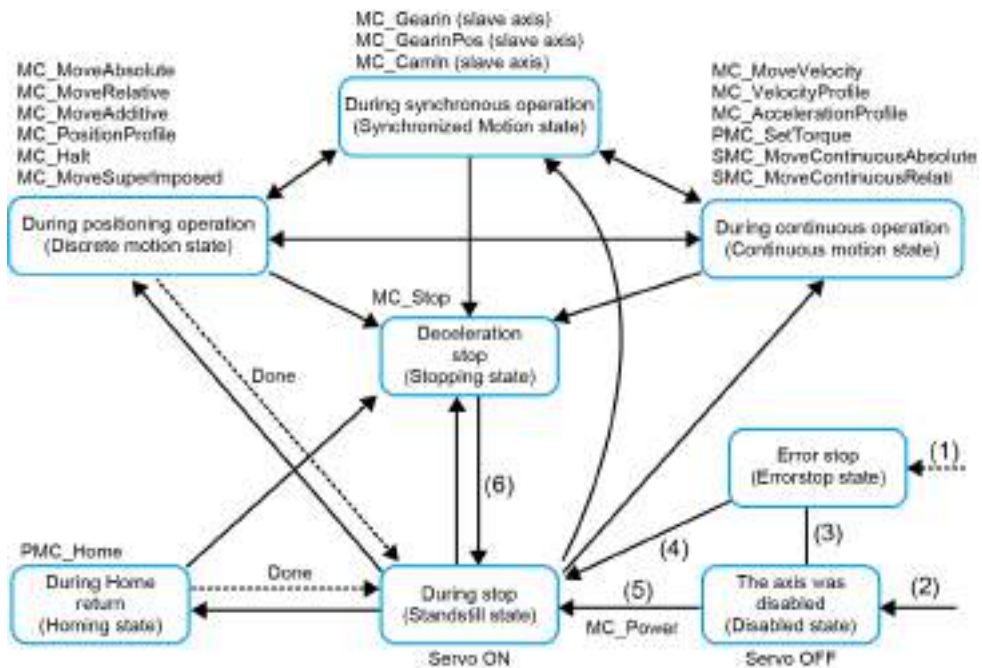 MC_GearIn (slave axis)
MC_GearInPos (slave axis)
MC_CamIn (slave axis)
MC_MoveAbsolute
MC_MoveRelative
MC_MoveAdditive
MC_PositionProfile
MC_Halt
MC_MoveSuperImposed
MC_MoveVelocity
MC_VelocityProfile
MC_AccelerationProfile
PMC_SetTorque
SMC_MoveContinuousAbsolute
SMC_MoveContinuousRelati
During synchronous operation
(Synchronized Motion state)
During positioning operation
(Discrete motion state)
During continuous operation
(Continuous motion state)
MC_Stop
Deceleration
stop
(Stopping state)
Done
Error stop
(Errorstop state)
(1)
(6)
(3)
(4)
PMC_Home
During Home
return
(Homing state)
Done
During stop
(Standstill state)
Servo ON
(5)
MC_Power
The axis was
disabled
(Disabled state)
(2)
Servo OFF